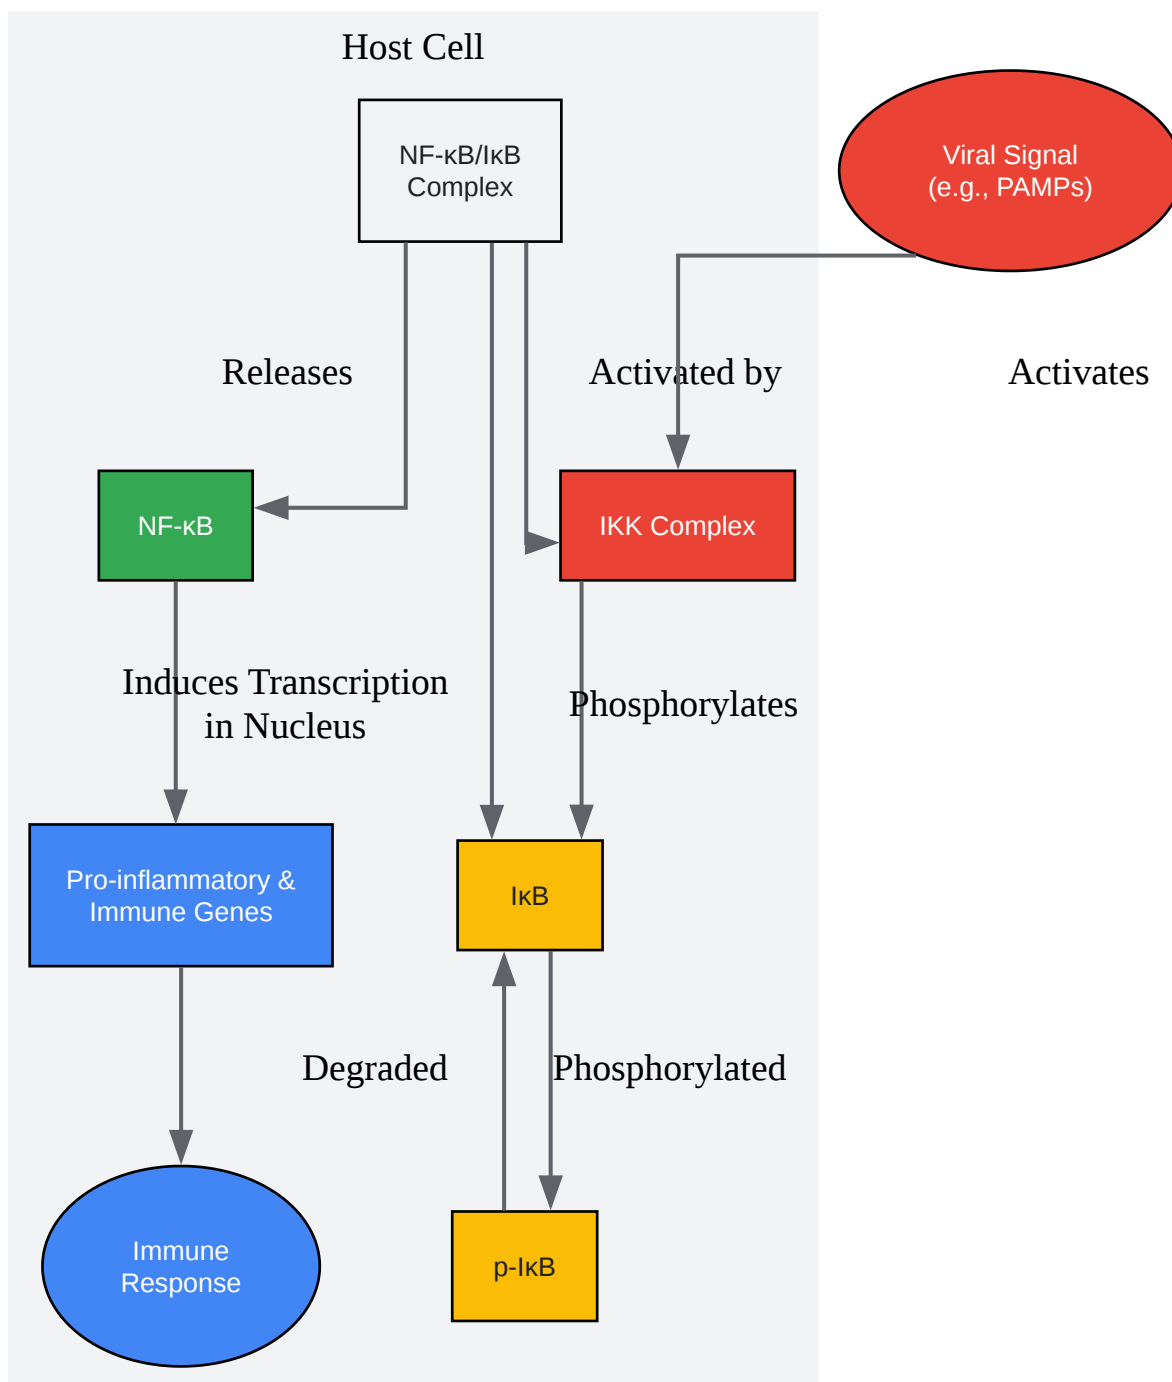 Host Cell
NF-κB/IκB
Complex
Viral Signal
(e.g., PAMPs)
Releases
Activated by
Activates
NF-κB
IKK Complex
Induces Transcription
in Nucleus
Phosphorylates
Pro-inflammatory &
Immune Genes
IκB
Degraded
Phosphorylated
Immune
Response
p-IκB